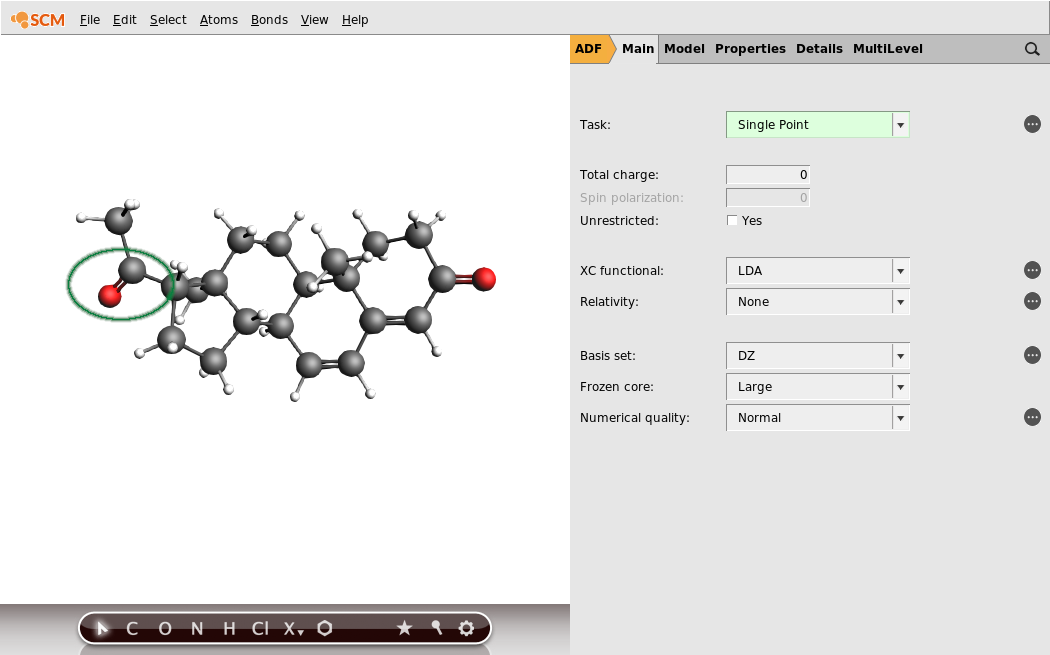 SCM File Edit Select Atoms Bonds View Help
ADF Main Model Properties Details MultiLevel
Task: Single Point
Total charge: 0
Spin polarization: 0
Unrestricted: Yes
XC functional: LDA
Relativity: None
Basis set: DZ
Frozen core: Large
Numerical quality: Normal
C O N H Cl X